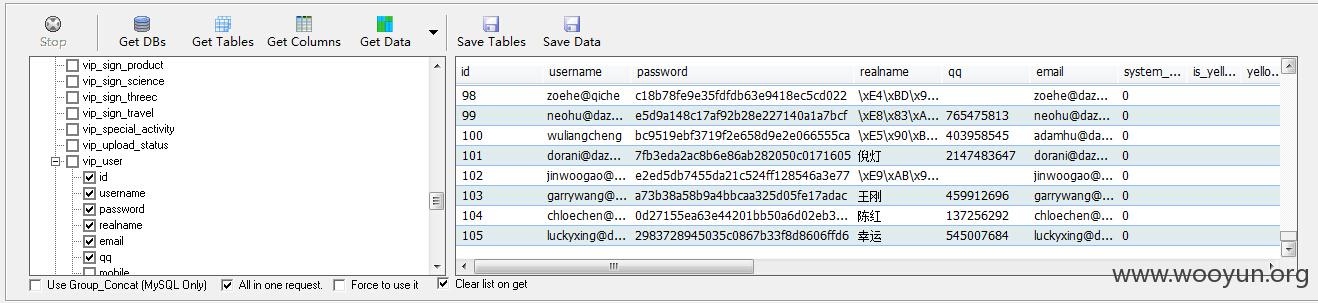 Stop Get DBs Get Tables Get Columns Get Data Save Tables Save Data
vip_sign_product
vip_sign_science
vip_sign_threec
vip_sign_travel
vip_special_activity
vip_upload_status
vip_user
id
username
password
realname
email
qq
mobile
id username password realname qq email system_... is_yell... yello...
98 zoehe@qiche c18b78fe9e35fdfdb63e9418ec5cd022 \xE4\xBD\x9... zoehe@daz... 0
99 neohu@daz... e5d9a148c17af92b28e227140a1a7bcf \xE8\x83\xA... 765475813 neohu@daz... 0
100 wuliangcheng bc9519ebf3719f2e658d9e2e066555ca \xE5\x90\xB... 403958545 adamhu@da... 0
101 dorani@daz... 7fb3eda2ac8b6e86ab282050c0171605 倪灯 2147483647 dorani@daz... 0
102 jinwoogao@... e2ed5db7455da21c524ff128546a3e77 \xE9\xAB\x9... jinwoogao@... 0
103 garrywang@... a73b38a58b9a4bbcaa325d05fe17adac 王刚 459912696 garrywang@... 0
104 chloechen@... 0d27155ea63e44201bb50a6d02eb3... 陈红 137256292 chloechen@... 0
105 luckyxing@d... 2983728945035c0867b33f8d8606ffd6 幸运 545007684 luckyxing@d... 0
Use Group_Concat (MySQL Only) All in one request. Force to use it Clear list on get
www.wooyun.org